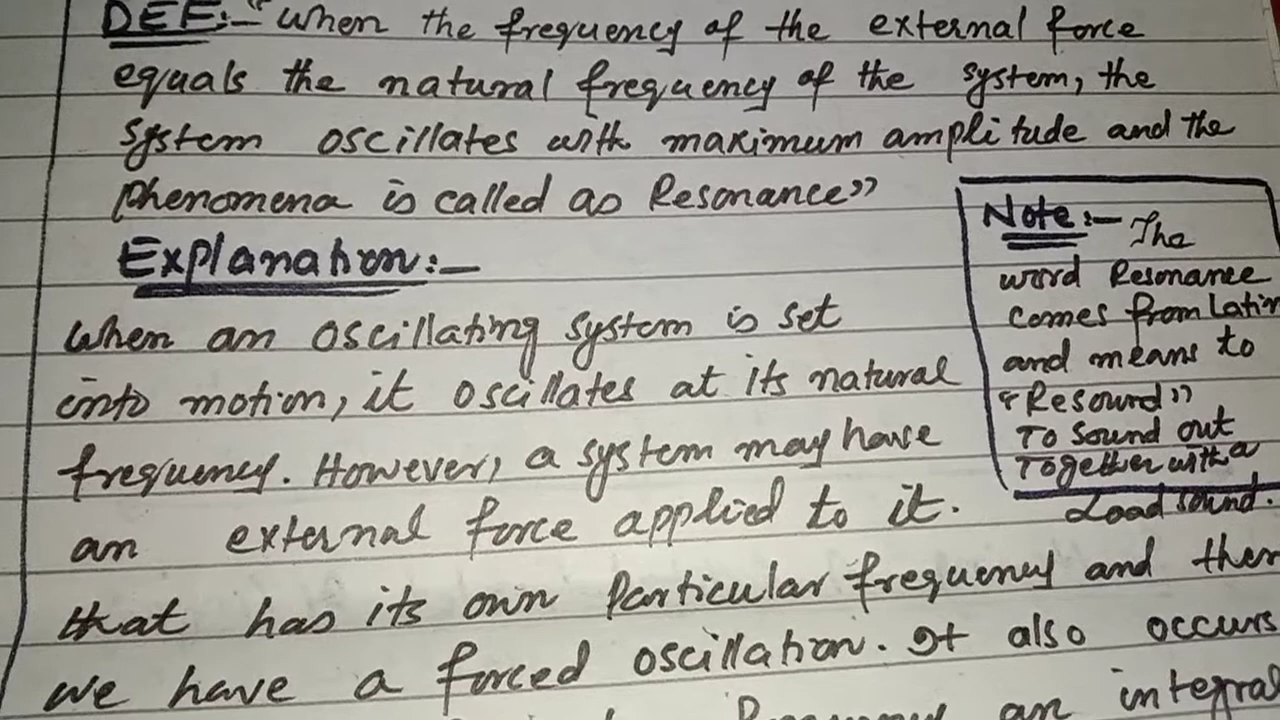 DEF:- "When the frequency of the external force
equals the natural frequency of the system, the
system oscillates with maximum amplitude and the
Phenomena is called as Resonance"
Explanation:-
When an oscillating system is set
into motion, it oscillates at its natural
frequency. However, a system may have
an external force applied to it.
that has its own Particular frequency and then
we have a forced oscillation. It also occurs
an integral
Note:- The
word Resonance
comes from Latin
and means to
"Resound"
To Sound out
Together with a
Load sound.